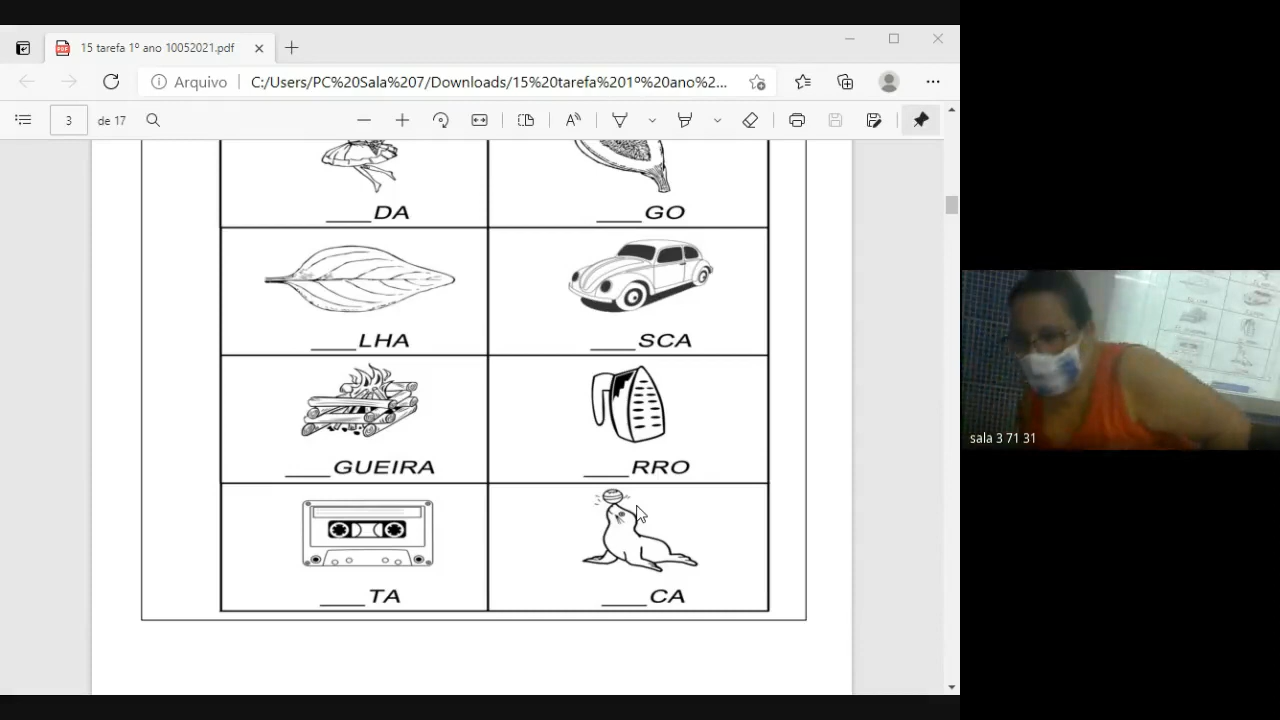 15 tarefa 1º ano 10052021.pdf
Arquivo | C:/Users/PC%20Sala%207/Downloads/15%20tarefa%201º%20ano%2...
3 de 17
____DA ____GO
____LHA ____SCA
____GUEIRA ____RRO
____TA ____CA
sala 3 71 31